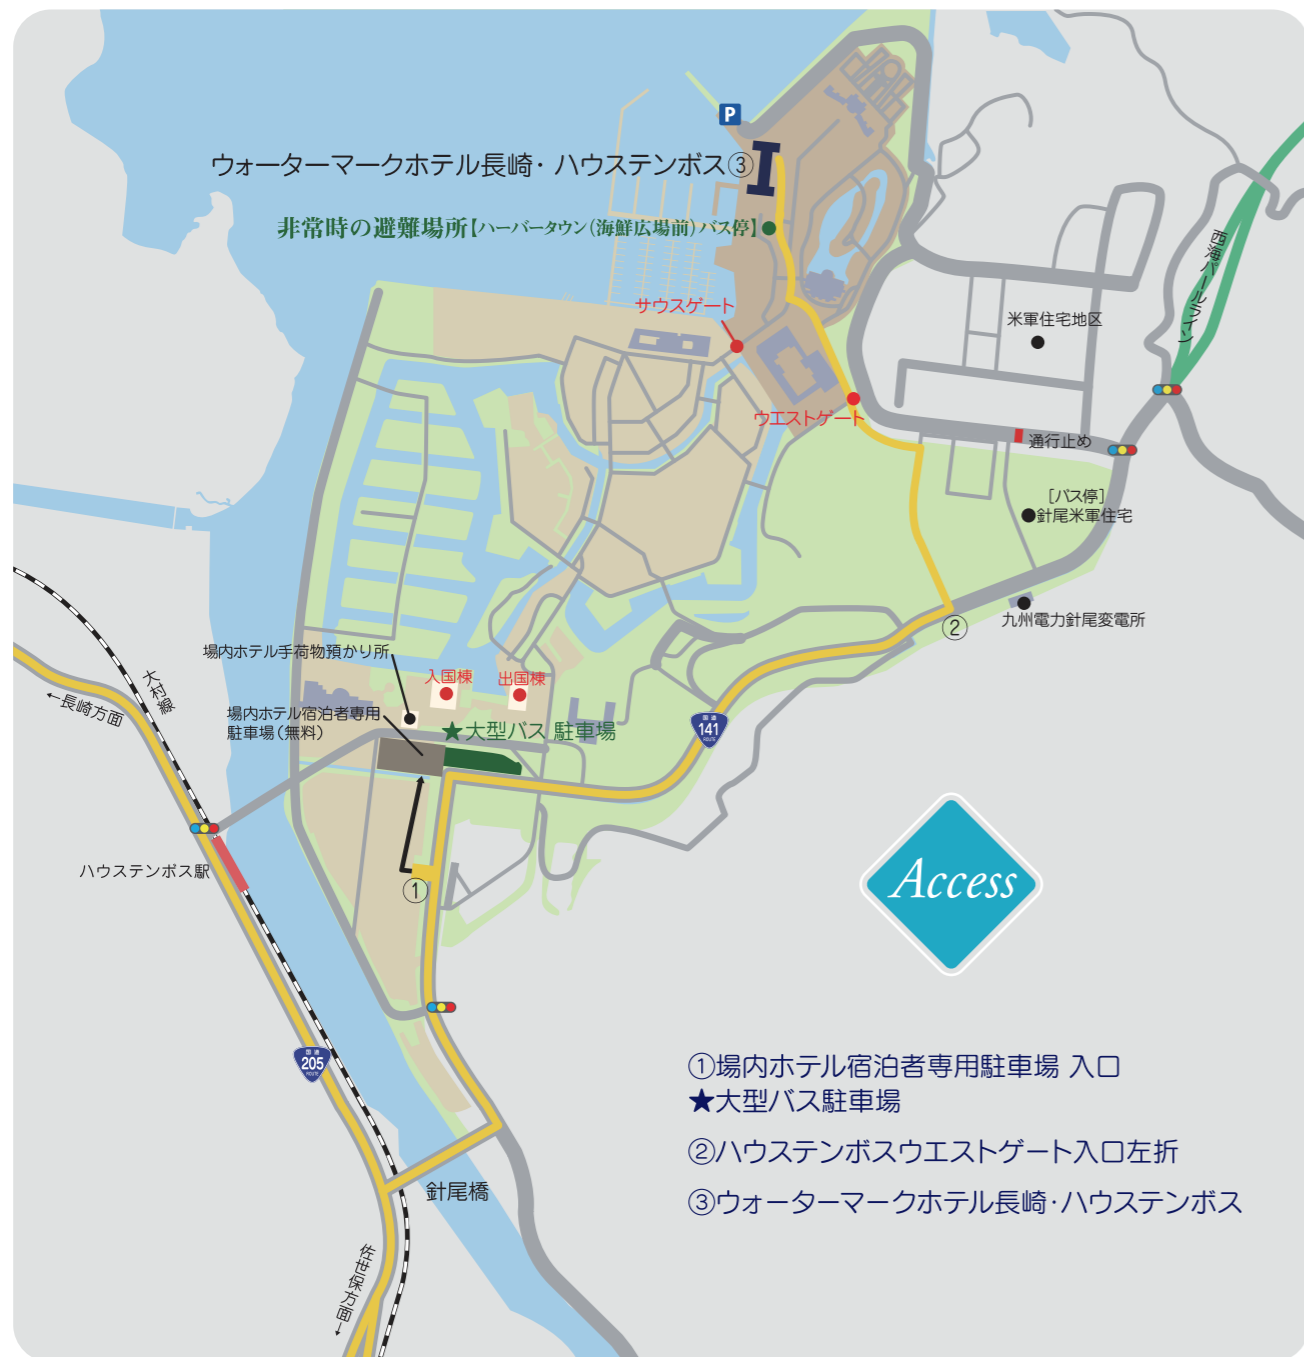 P
ウォーターマークホテル長崎・ハウステンボス③
非常時の避難場所【ハーバータウン(海鮮広場前)バス停】
サウスゲート
西海パールライン
米軍住宅地区
ウエストゲート
通行止め
[バス停]
針尾米軍住宅
九州電力針尾変電所
②
場内ホテル手荷物預かり所
入国棟
出国棟
大村線
←長崎方面
場内ホテル宿泊者専用
駐車場(無料)
★大型バス 駐車場
国道
141
ROUTE
ハウステンボス駅
①
Access
国道
205
ROUTE
針尾橋
佐世保方面→
①場内ホテル宿泊者専用駐車場 入口
★大型バス駐車場
②ハウステンボスウエストゲート入口左折
③ウォーターマークホテル長崎・ハウステンボス